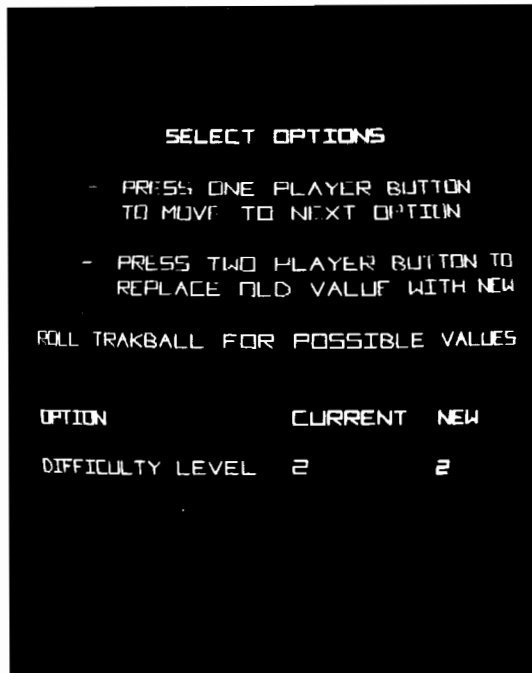 SELECT OPTIONS
- PRESS ONE PLAYER BUTTON
TO MOVE TO NEXT OPTION
- PRESS TWO PLAYER BUTTON TO
REPLACE OLD VALUE WITH NEW
ROLL TRAKBALL FOR POSSIBLE VALUES
OPTION CURRENT NEW
DIFFICULTY LEVEL 2 2